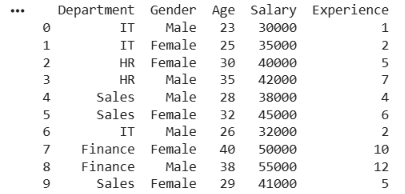 ... Department Gender Age Salary Experience
0 IT Male 23 30000 1
1 IT Female 25 35000 2
2 HR Female 30 40000 5
3 HR Male 35 42000 7
4 Sales Male 28 38000 4
5 Sales Female 32 45000 6
6 IT Male 26 32000 2
7 Finance Female 40 50000 10
8 Finance Male 38 55000 12
9 Sales Female 29 41000 5